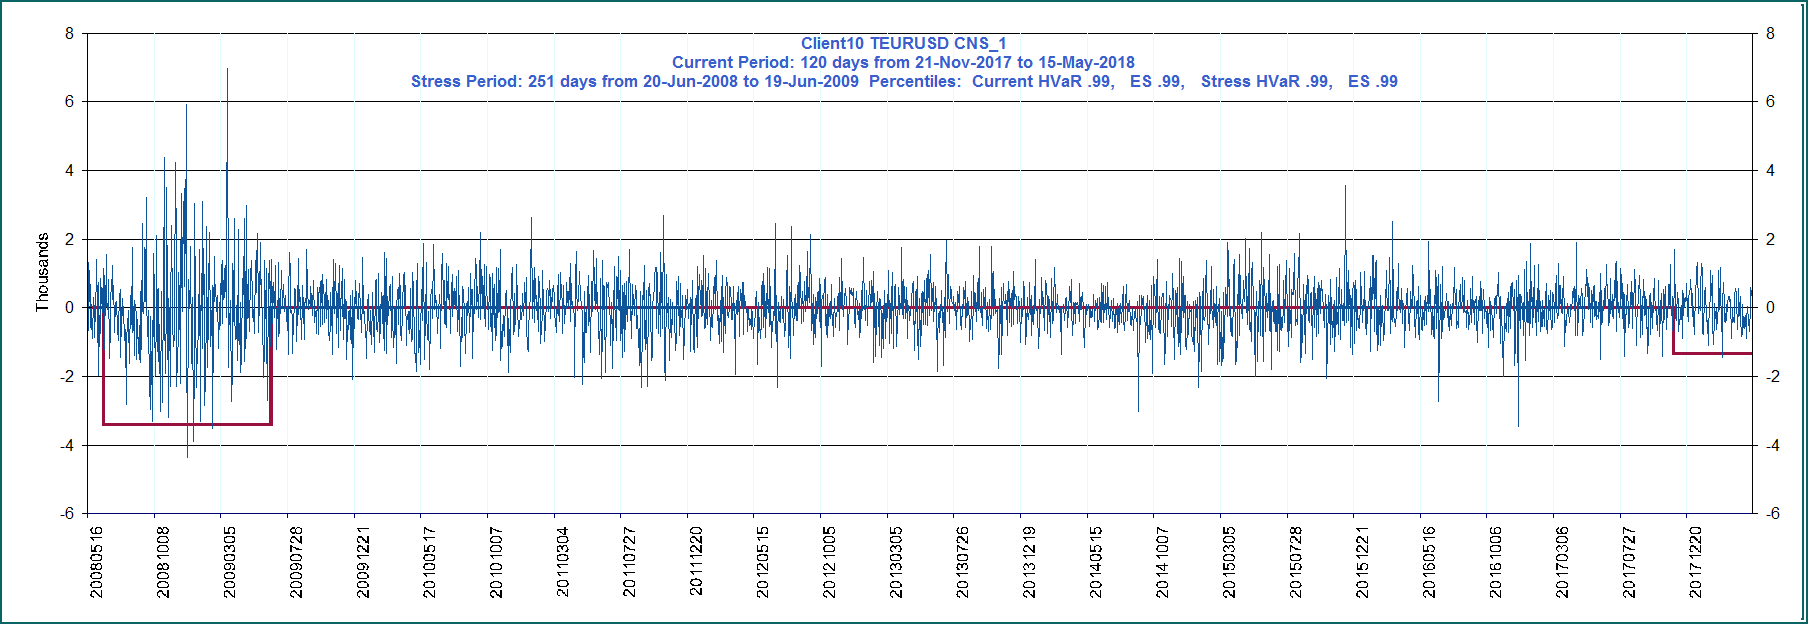 Client10 TEURUSD CNS_1
Current Period: 120 days from 21-Nov-2017 to 15-May-2018
Stress Period: 251 days from 20-Jun-2008 to 19-Jun-2009  Percentiles:  Current HVaR .99,   ES .99,   Stress HVaR .99,   ES .99
8 8
6 6
4 4
2 2
0 0
-2 -2
-4 -4
-6 -6
Thousands
20080516 20081008 20090305 20090728 20091221 20100517 20101007 20110304 20110727 20111220 20120515 20121005 20130305 20130726 20131219 20140515 20141007 20150305 20150728 20151221 20160516 20161006 20170306 20170727 20171220